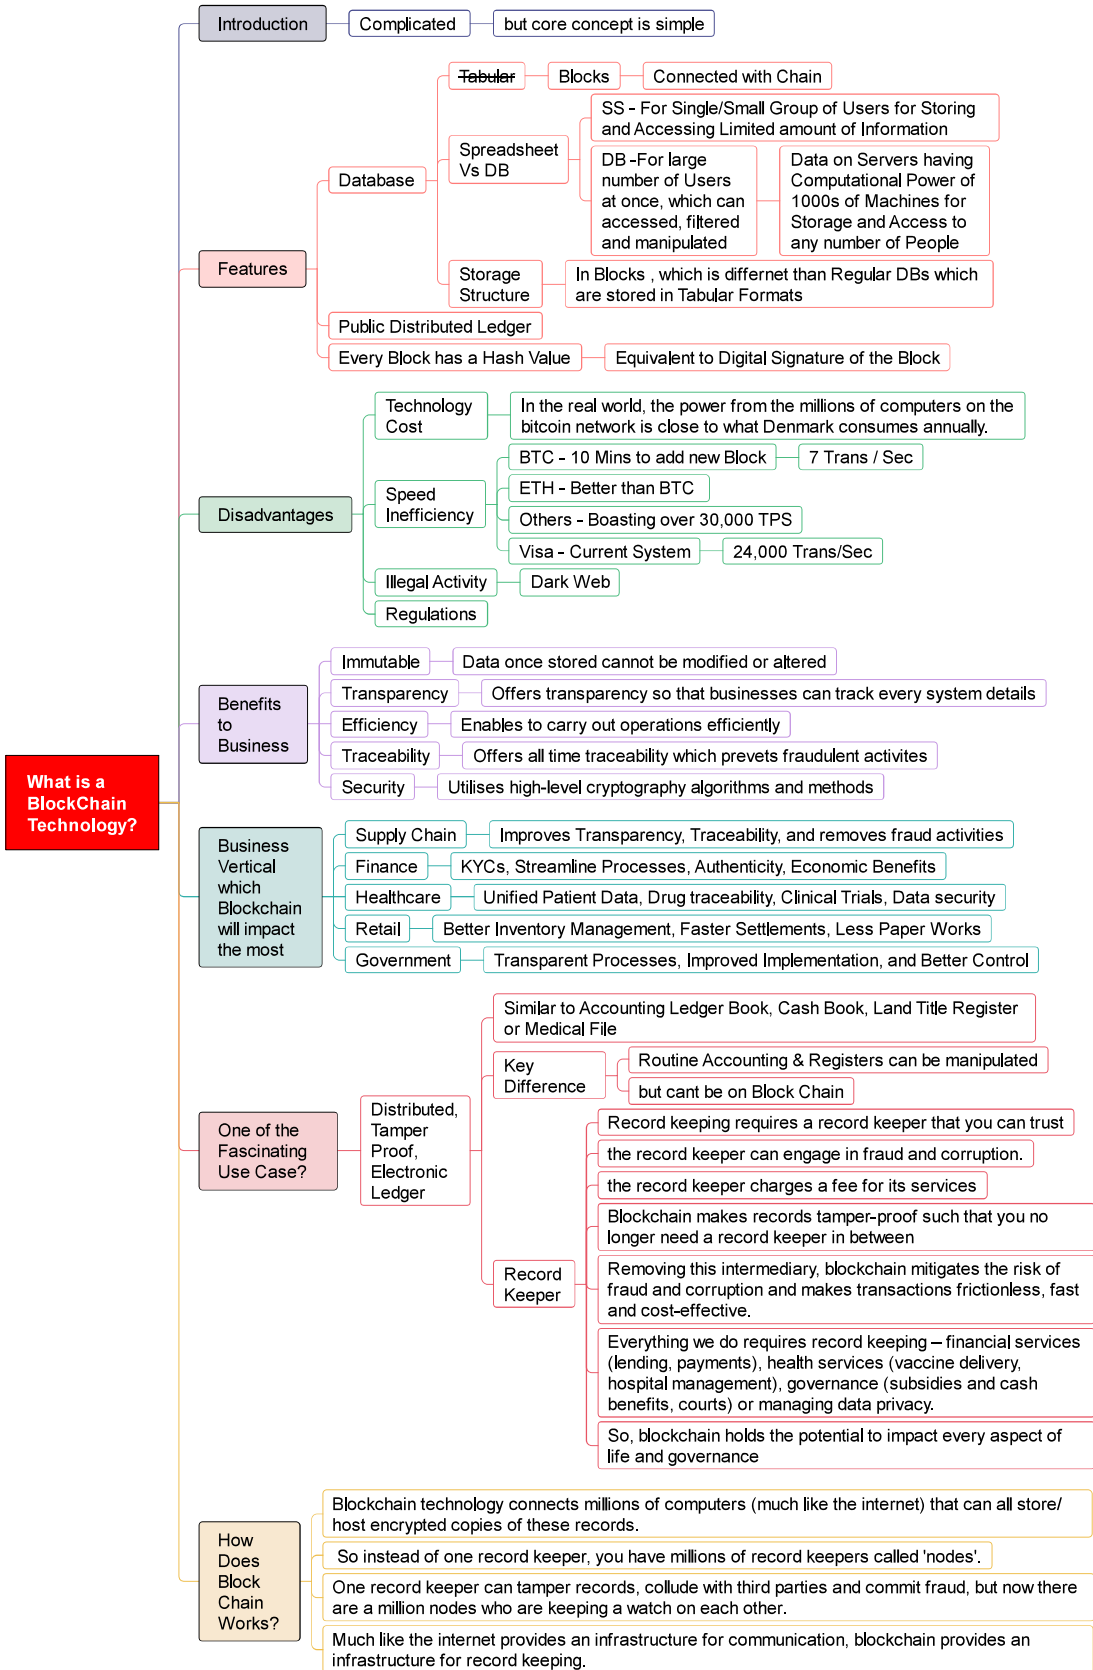 Introduction
Complicated
but core concept is simple
Tabular
Blocks
Connected with Chain
SS - For Single/Small Group of Users for Storing
and Accessing Limited amount of Information
Spreadsheet
Vs DB
DB -For large
number of Users
at once, which can
accessed, filtered
and manipulated
Data on Servers having
Computational Power of
1000s of Machines for
Storage and Access to
any number of People
Database
Features
Storage
Structure
In Blocks , which is differnet than Regular DBs which
are stored in Tabular Formats
Public Distributed Ledger
Every Block has a Hash Value
Equivalent to Digital Signature of the Block
Technology
Cost
In the real world, the power from the millions of computers on the
bitcoin network is close to what Denmark consumes annually.
BTC - 10 Mins to add new Block
7 Trans / Sec
Speed
Inefficiency
ETH - Better than BTC
Disadvantages
Others - Boasting over 30,000 TPS
Visa - Current System
24,000 Trans/Sec
Illegal Activity
Dark Web
Regulations
Immutable
Data once stored cannot be modified or altered
Transparency
Offers transparency so that businesses can track every system details
Benefits
to
Business
Efficiency
Enables to carry out operations efficiently
Traceability
Offers all time traceability which prevets fraudulent activites
Security
Utilises high-level cryptography algorithms and methods
What is a
BlockChain
Technology?
Business
Vertical
which
Blockchain
will impact
the most
Supply Chain
Improves Transparency, Traceability, and removes fraud activities
Finance
KYCs, Streamline Processes, Authenticity, Economic Benefits
Healthcare
Unified Patient Data, Drug traceability, Clinical Trials, Data security
Retail
Better Inventory Management, Faster Settlements, Less Paper Works
Government
Transparent Processes, Improved Implementation, and Better Control
Similar to Accounting Ledger Book, Cash Book, Land Title Register
or Medical File
Key
Difference
Routine Accounting & Registers can be manipulated
but cant be on Block Chain
One of the
Fascinating
Use Case?
Distributed,
Tamper
Proof,
Electronic
Ledger
Record keeping requires a record keeper that you can trust
the record keeper can engage in fraud and corruption.
the record keeper charges a fee for its services
Blockchain makes records tamper-proof such that you no
longer need a record keeper in between
Record
Keeper
Removing this intermediary, blockchain mitigates the risk of
fraud and corruption and makes transactions frictionless, fast
and cost-effective.
Everything we do requires record keeping – financial services
(lending, payments), health services (vaccine delivery,
hospital management), governance (subsidies and cash
benefits, courts) or managing data privacy.
So, blockchain holds the potential to impact every aspect of
life and governance
How
Does
Block
Chain
Works?
Blockchain technology connects millions of computers (much like the internet) that can all store/
host encrypted copies of these records.
So instead of one record keeper, you have millions of record keepers called 'nodes'.
One record keeper can tamper records, collude with third parties and commit fraud, but now there
are a million nodes who are keeping a watch on each other.
Much like the internet provides an infrastructure for communication, blockchain provides an
infrastructure for record keeping.